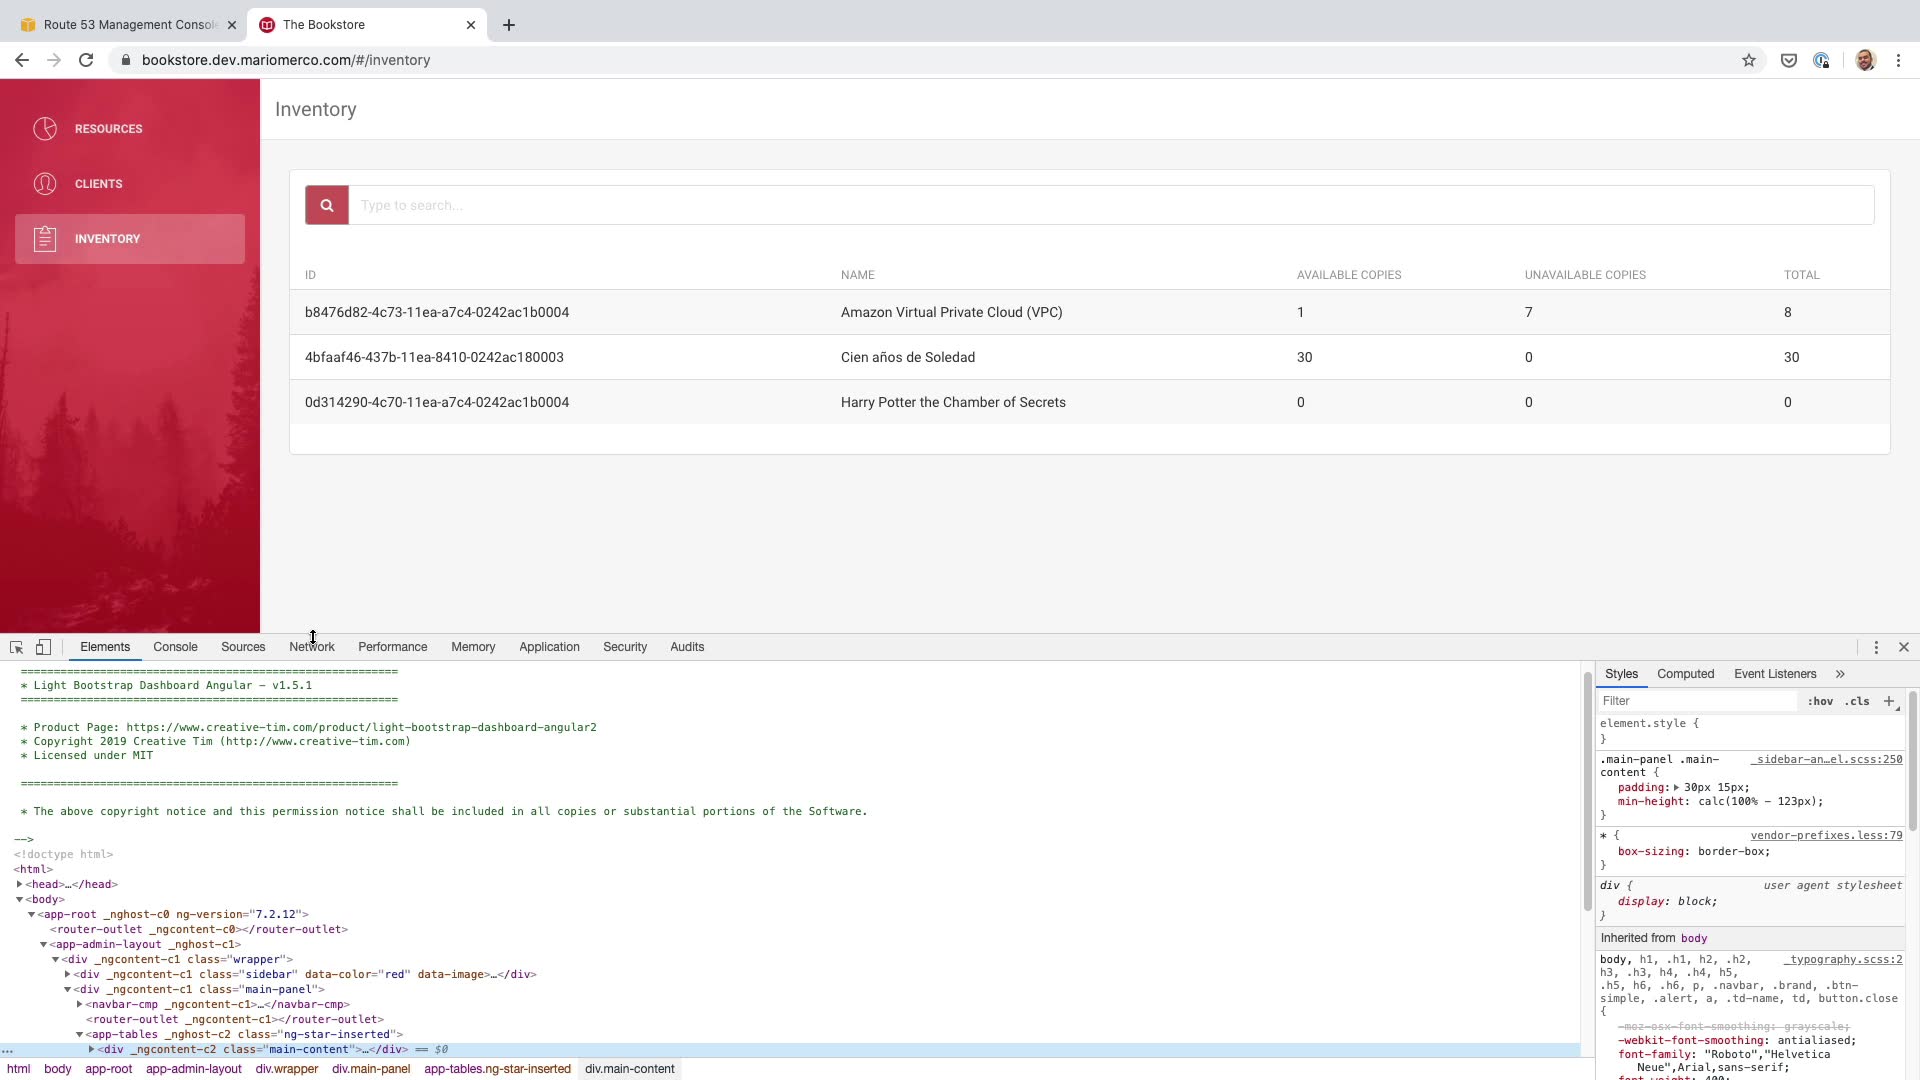 Route 53 Management Consol
The Bookstore
bookstore.dev.mariomerco.com/#/inventory
RESOURCES
CLIENTS
INVENTORY
Inventory
Type to search...
ID NAME AVAILABLE COPIES UNAVAILABLE COPIES TOTAL
b8476d82-4c73-11ea-a7c4-0242ac1b0004 Amazon Virtual Private Cloud (VPC) 1 7 8
4bfaaf46-437b-11ea-8410-0242ac180003 Cien años de Soledad 30 0 30
0d314290-4c70-11ea-a7c4-0242ac1b0004 Harry Potter the Chamber of Secrets 0 0 0
Elements Console Sources Network Performance Memory Application Security Audits
=========================================================
* Light Bootstrap Dashboard Angular - v1.5.1
=========================================================
* Product Page: https://www.creative-tim.com/product/light-bootstrap-dashboard-angular2
* Copyright 2019 Creative Tim (http://www.creative-tim.com)
* Licensed under MIT
=========================================================
* The above copyright notice and this permission notice shall be included in all copies or substantial portions of the Software.
-->
<!doctype html>
<html>
<head>…</head>
<body>
<app-root _nghost-c0 ng-version="7.2.12">
<router-outlet _ngcontent-c0></router-outlet>
<app-admin-layout _nghost-c1>
<div _ngcontent-c1 class="wrapper">
<div _ngcontent-c1 class="sidebar" data-color="red" data-image>…</div>
<div _ngcontent-c1 class="main-panel">
<navbar-cmp _ngcontent-c1>…</navbar-cmp>
<router-outlet _ngcontent-c1></router-outlet>
<app-tables _nghost-c2 class="ng-star-inserted">
… <div _ngcontent-c2 class="main-content">…</div> == $0
html body app-root app-admin-layout div.wrapper div.main-panel app-tables.ng-star-inserted div.main-content
Styles Computed Event Listeners »
Filter :hov .cls +
element.style {
}
.main-panel .main- _sidebar-an…el.scss:250
content {
padding: 30px 15px;
min-height: calc(100% - 123px);
}
* { vendor-prefixes.less:79
box-sizing: border-box;
}
div { user agent stylesheet
display: block;
}
Inherited from body
body, h1, .h1, h2, .h2, _typography.scss:2
h3, .h3, h4, .h4, h5,
.h5, h6, .h6, p, .navbar, .brand, .btn-
simple, .alert, a, .td-name, td, button.close
{
-moz-osx-font-smoothing: grayscale;
-webkit-font-smoothing: antialiased;
font-family: "Roboto","Helvetica
Neue",Arial,sans-serif;
font-weight: 400;